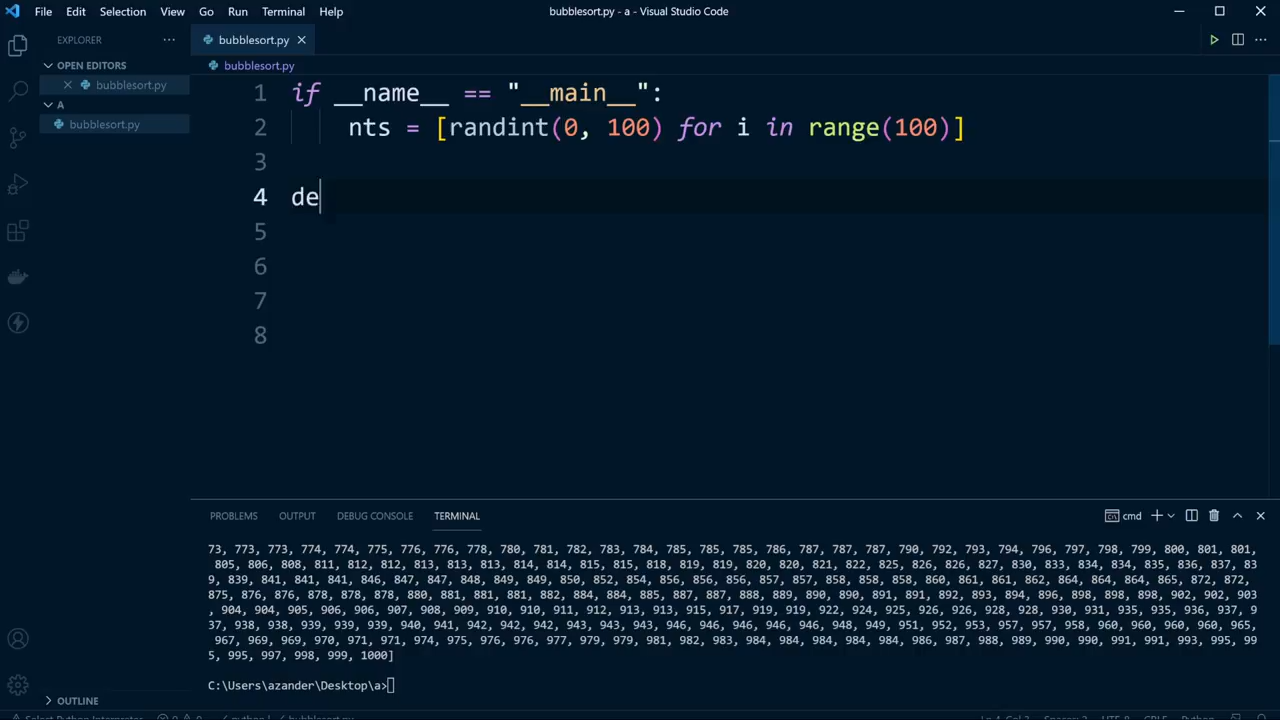 File Edit Selection View Go Run Terminal Help
bubblesort.py - a - Visual Studio Code
EXPLORER
bubblesort.py
OPEN EDITORS
bubblesort.py
A
bubblesort.py
bubblesort.py
1 if __name__ == "__main__":
2 nts = [randint(0, 100) for i in range(100)]
3
4 de
5
6
7
8
PROBLEMS OUTPUT DEBUG CONSOLE TERMINAL
cmd
73, 773, 773, 774, 774, 775, 776, 776, 778, 780, 781, 782, 783, 784, 785, 785, 785, 786, 787, 787, 787, 790, 792, 793, 794, 796, 797, 798, 799, 800, 801, 801,
805, 806, 808, 811, 812, 812, 813, 813, 813, 814, 814, 815, 815, 818, 819, 820, 820, 821, 822, 825, 826, 826, 827, 830, 833, 834, 834, 835, 836, 837, 83
9, 839, 841, 841, 841, 846, 847, 847, 848, 849, 849, 850, 852, 854, 856, 856, 856, 857, 857, 858, 858, 858, 860, 861, 861, 862, 864, 864, 864, 865, 872, 872,
875, 876, 876, 878, 878, 878, 880, 881, 881, 881, 882, 884, 884, 885, 887, 887, 888, 889, 890, 890, 891, 891, 892, 893, 894, 896, 898, 898, 898, 902, 902, 903
, 904, 904, 905, 906, 906, 907, 908, 909, 910, 910, 911, 912, 913, 913, 915, 917, 919, 919, 922, 924, 925, 926, 926, 928, 928, 930, 931, 935, 935, 936, 937, 9
37, 938, 938, 939, 939, 939, 940, 941, 942, 942, 942, 943, 943, 943, 946, 946, 946, 946, 946, 948, 949, 951, 952, 953, 957, 957, 958, 960, 960, 960, 960, 965,
967, 969, 969, 970, 971, 971, 974, 975, 976, 976, 977, 979, 979, 981, 982, 983, 984, 984, 984, 984, 984, 986, 987, 988, 989, 990, 990, 991, 991, 993, 995, 99
5, 995, 997, 998, 999, 1000]
C:\Users\azander\Desktop\a>
OUTLINE